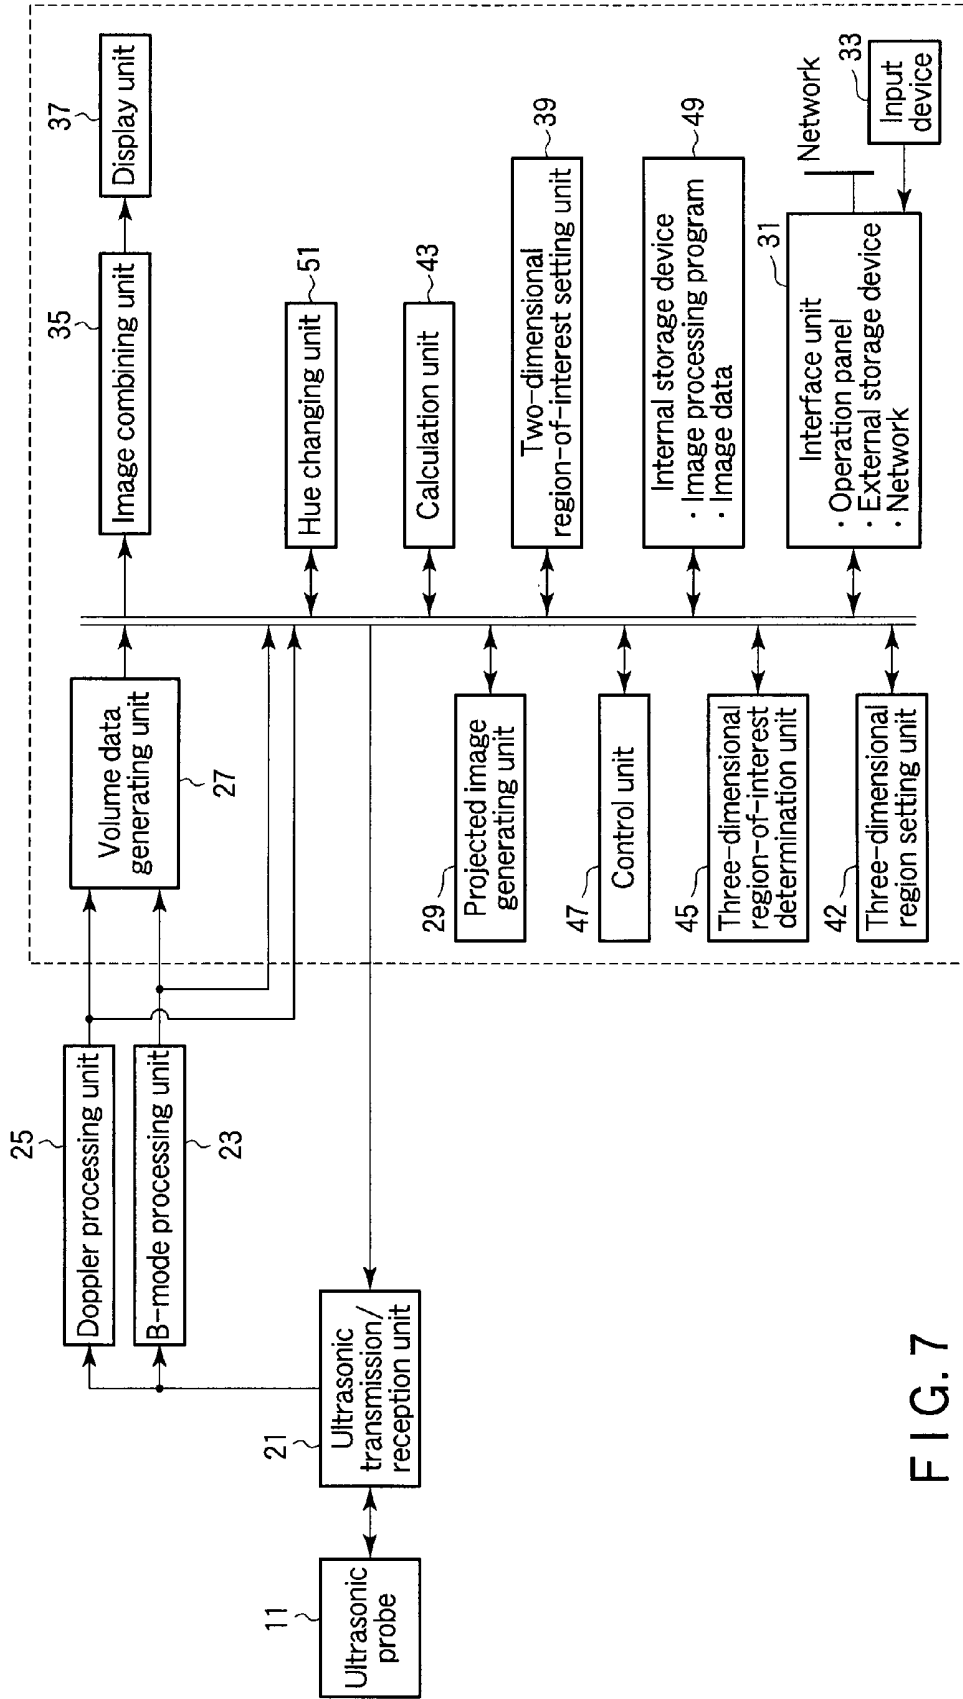 25
Doppler processing unit
B-mode processing unit
23
21
Ultrasonic
transmission/
reception unit
11
Ultrasonic
probe
Volume data
generating unit
27
35
Image combining unit
37
Display unit
Hue changing unit
51
Calculation unit
43
Two-dimensional
region-of-interest setting unit
39
Internal storage device
· Image processing program
· Image data
49
31
Interface unit
· Operation panel
· External storage device
· Network
Network
33
Input
device
29
Projected image
generating unit
47
Control unit
45
Three-dimensional
region-of-interest
determination unit
42
Three-dimensional
region setting unit
FIG. 7